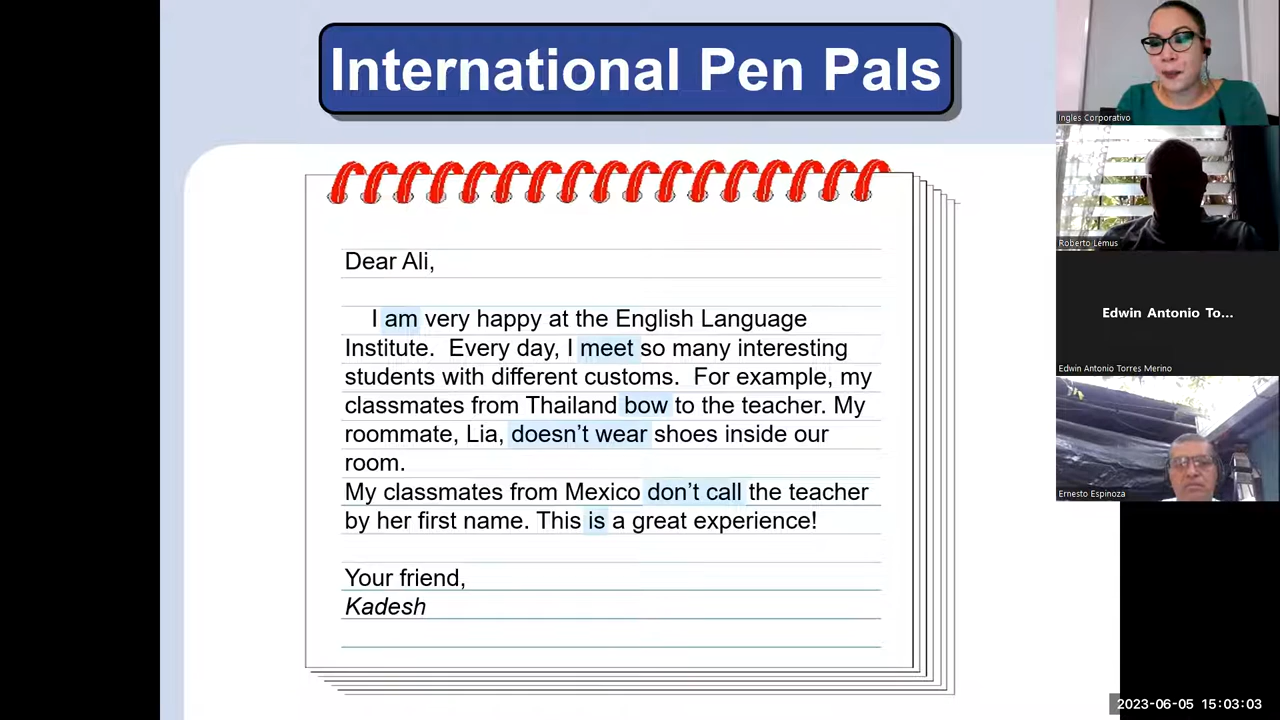 International Pen Pals
Dear Ali,
I am very happy at the English Language
Institute. Every day, I meet so many interesting
students with different customs. For example, my
classmates from Thailand bow to the teacher. My
roommate, Lia, doesn't wear shoes inside our
room.
My classmates from Mexico don't call the teacher
by her first name. This is a great experience!
Your friend,
Kadesh
Ingles Corporativo
Roberto Lemus
Edwin Antonio To...
Edwin Antonio Torres Merino
Ernesto Espinoza
2023-06-05 15:03:03